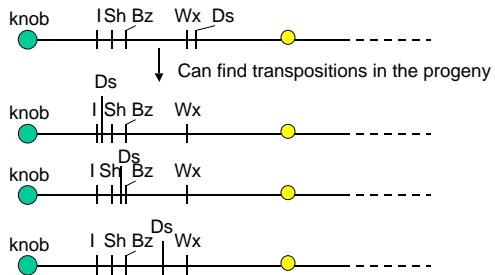 knob I Sh Bz Wx Ds
Can find transpositions in the progeny
Ds
knob I Sh Bz Wx
Ds
knob I Sh Bz Wx
Ds
knob I Sh Bz Wx